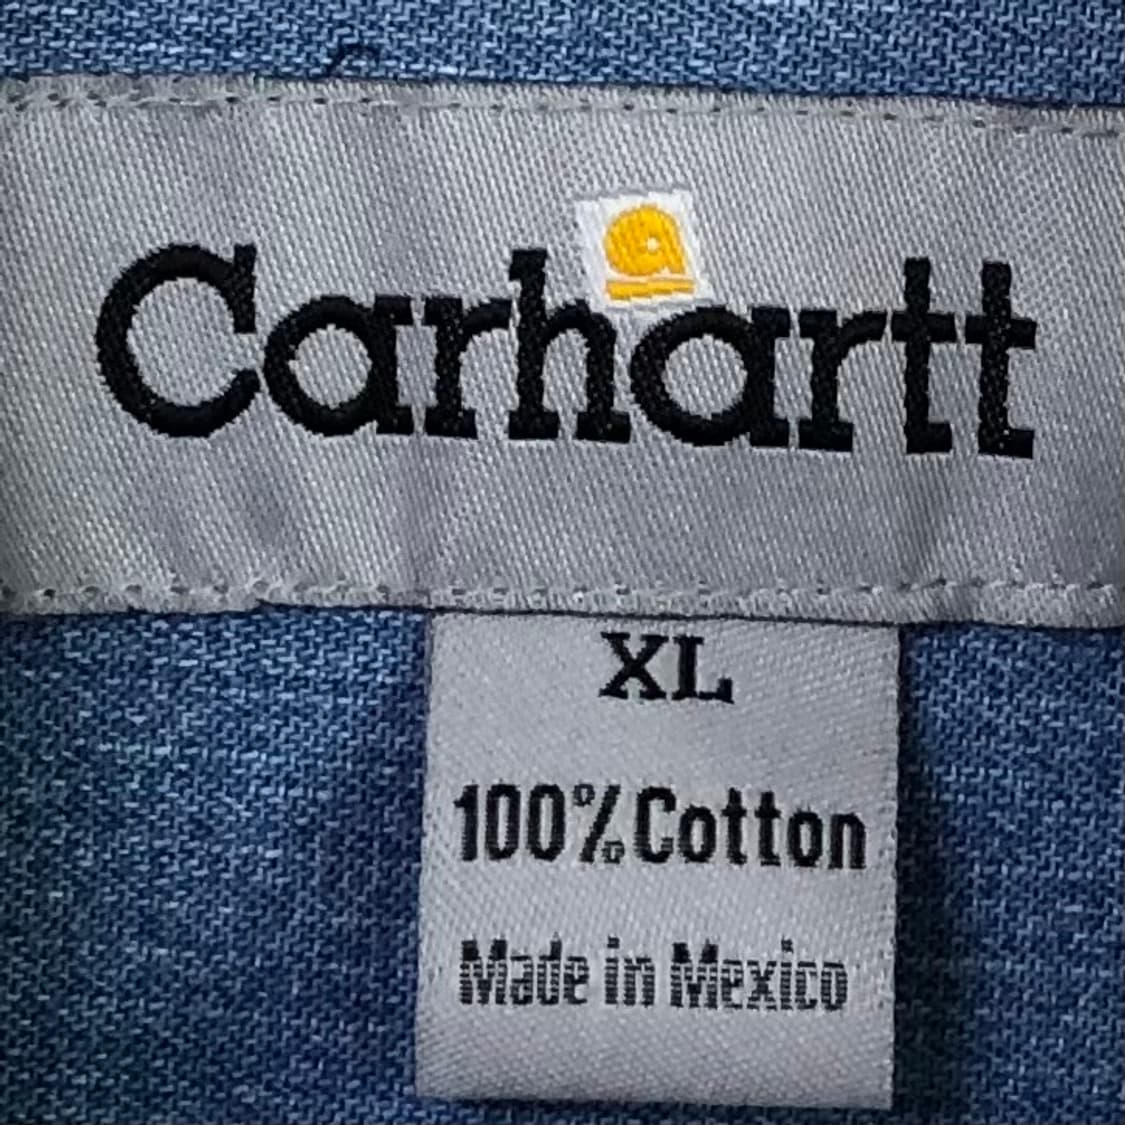 Carhartt
XL
100% Cotton
Made in Mexico